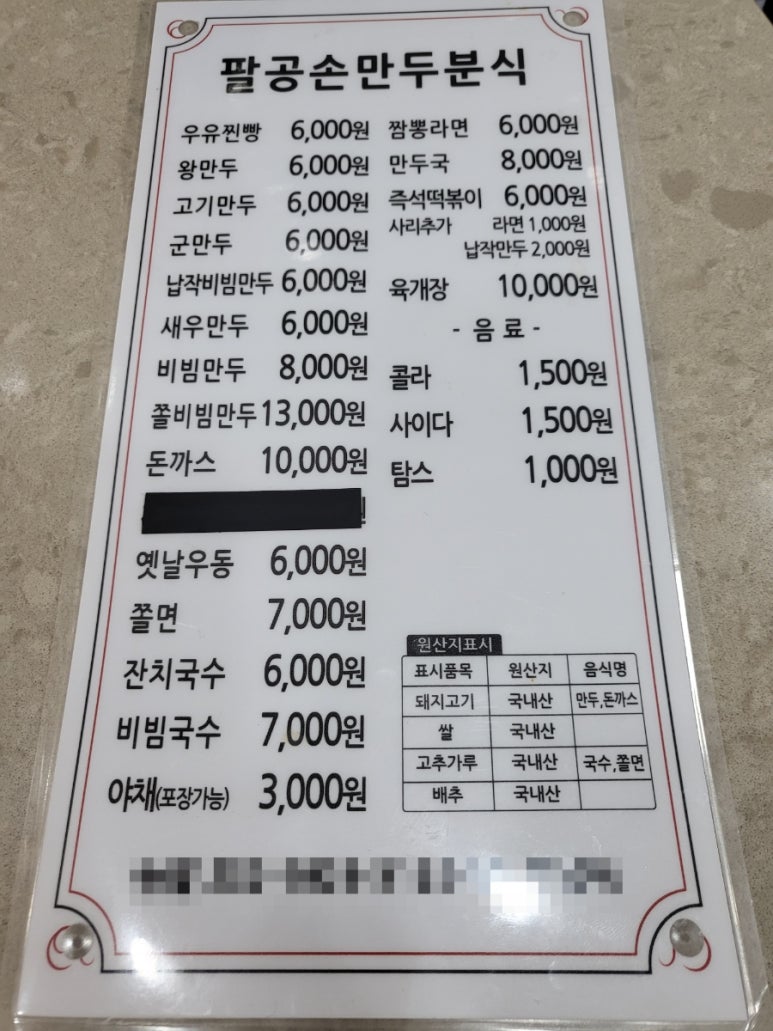 팔공손만두분식
우유찐빵 6,000원
왕만두 6,000원
고기만두 6,000원
군만두 6,000원
납작비빔만두 6,000원
새우만두 6,000원
비빔만두 8,000원
쫄비빔만두 13,000원
돈까스 10,000원
옛날우동 6,000원
쫄면 7,000원
잔치국수 6,000원
비빔국수 7,000원
야채(포장가능) 3,000원
짬뽕라면 6,000원
만두국 8,000원
즉석떡볶이 6,000원
사리추가 라면 1,000원
납작만두 2,000원
육개장 10,000원
- 음 료 -
콜라 1,500원
사이다 1,500원
탐스 1,000원
원산지표시
표시품목 원산지 음식명
돼지고기 국내산 만두,돈까스
쌀 국내산
고추가루 국내산 국수,쫄면
배추 국내산